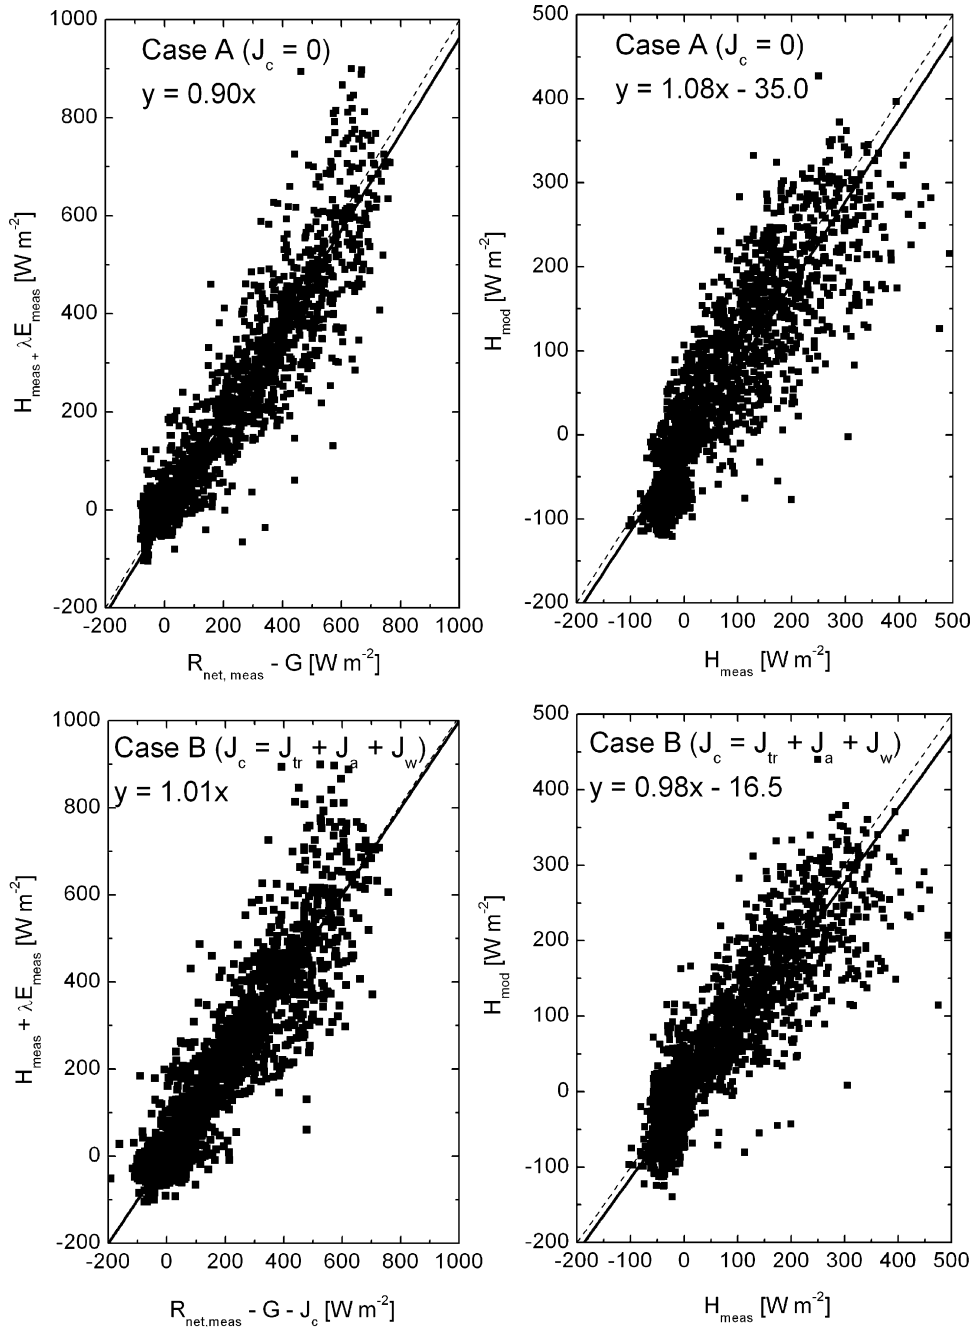 Case A (J_c = 0)
y = 0.90x
1000
800
600
400
200
0
-200
-200 0 200 400 600 800 1000
H_meas + λE_meas [W m^-2]
R_net, meas - G [W m^-2]
Case A (J_c = 0)
y = 1.08x - 35.0
500
400
300
200
100
0
-100
-200
-200 -100 0 100 200 300 400 500
H_mod [W m^-2]
H_meas [W m^-2]
Case B (J_c = J_tr + J_a + J_w)
y = 1.01x
1000
800
600
400
200
0
-200
-200 0 200 400 600 800 1000
H_meas + λE_meas [W m^-2]
R_net,meas - G - J_c [W m^-2]
Case B (J_c = J_tr + J_a + J_w)
y = 0.98x - 16.5
500
400
300
200
100
0
-100
-200
-200 -100 0 100 200 300 400 500
H_mod [W m^-2]
H_meas [W m^-2]